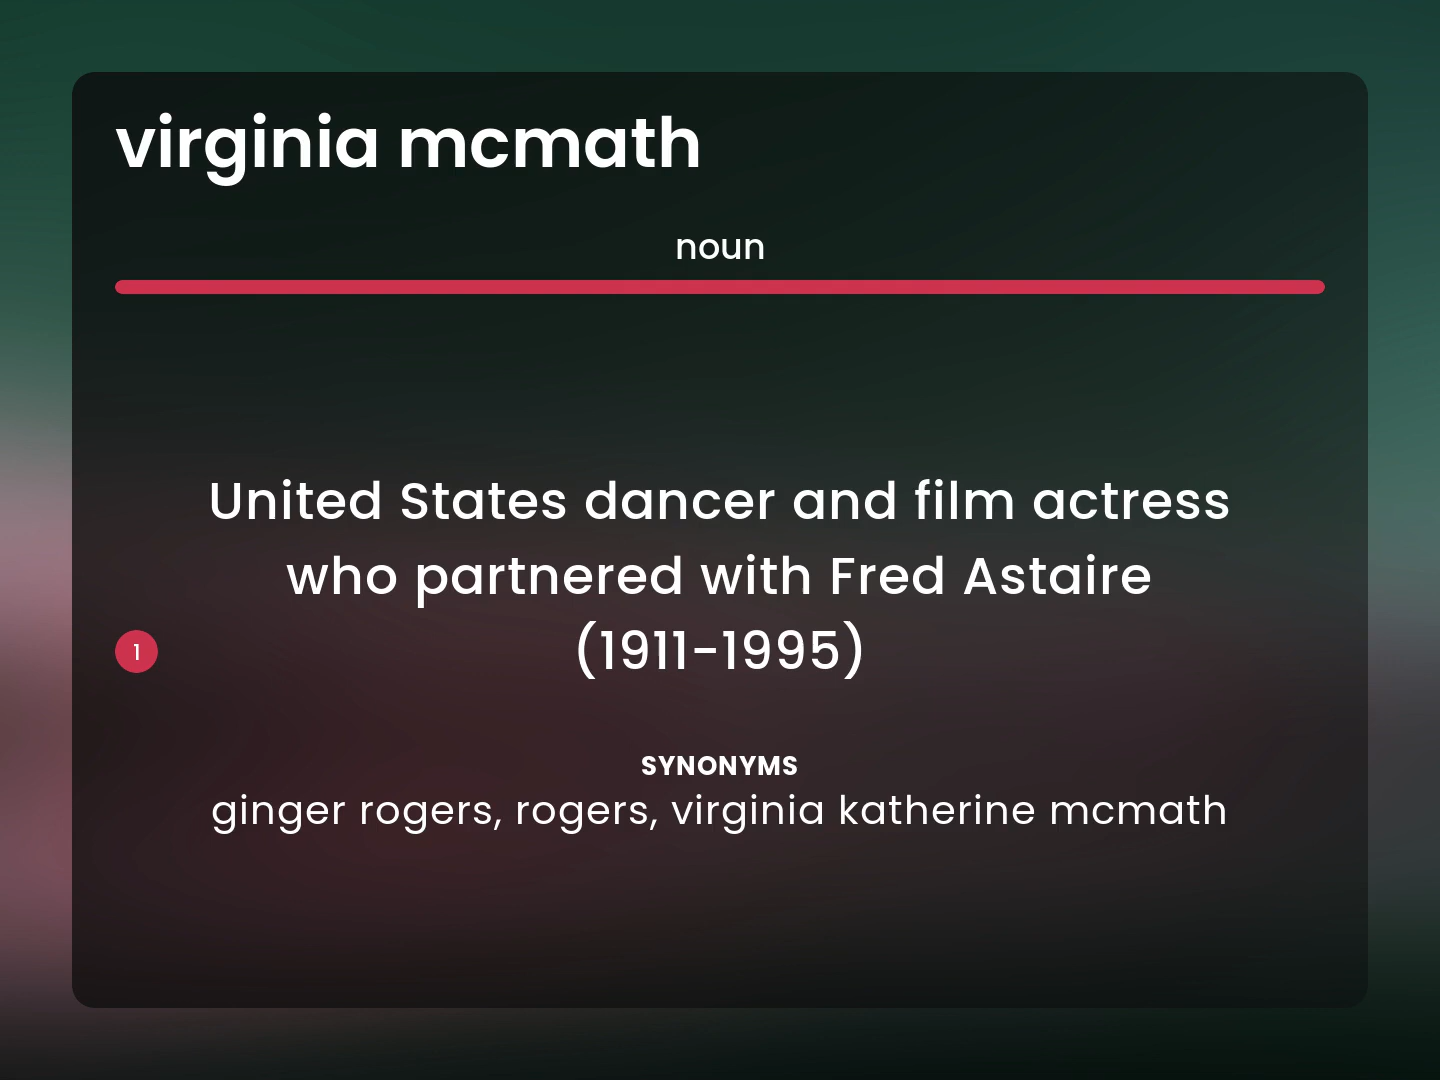 virginia mcmath
noun
United States dancer and film actress
who partnered with Fred Astaire
(1911-1995)
1
SYNONYMS
ginger rogers, rogers, virginia katherine mcmath